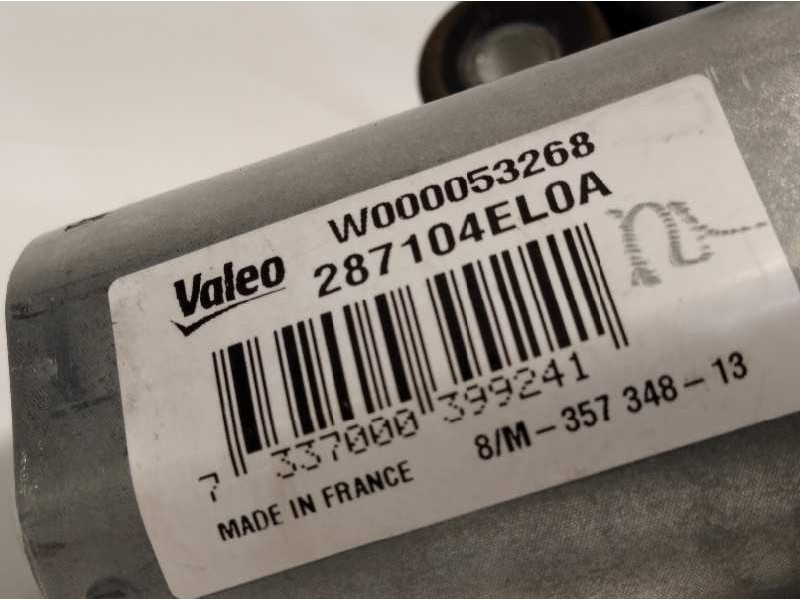 W000053268
Valeo 287104EL0A
7 337000 399241
8/M-357 348-13
MADE IN FRANCE